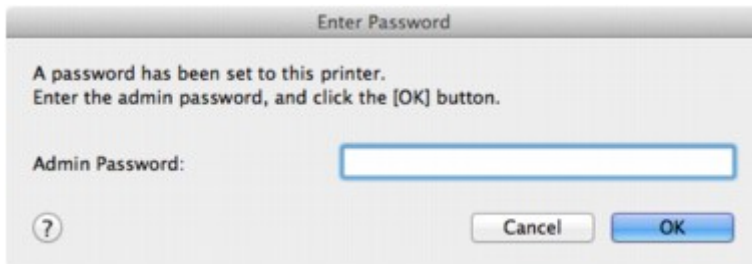 Enter Password
A password has been set to this printer.
Enter the admin password, and click the [OK] button.
Admin Password:
?
Cancel
OK